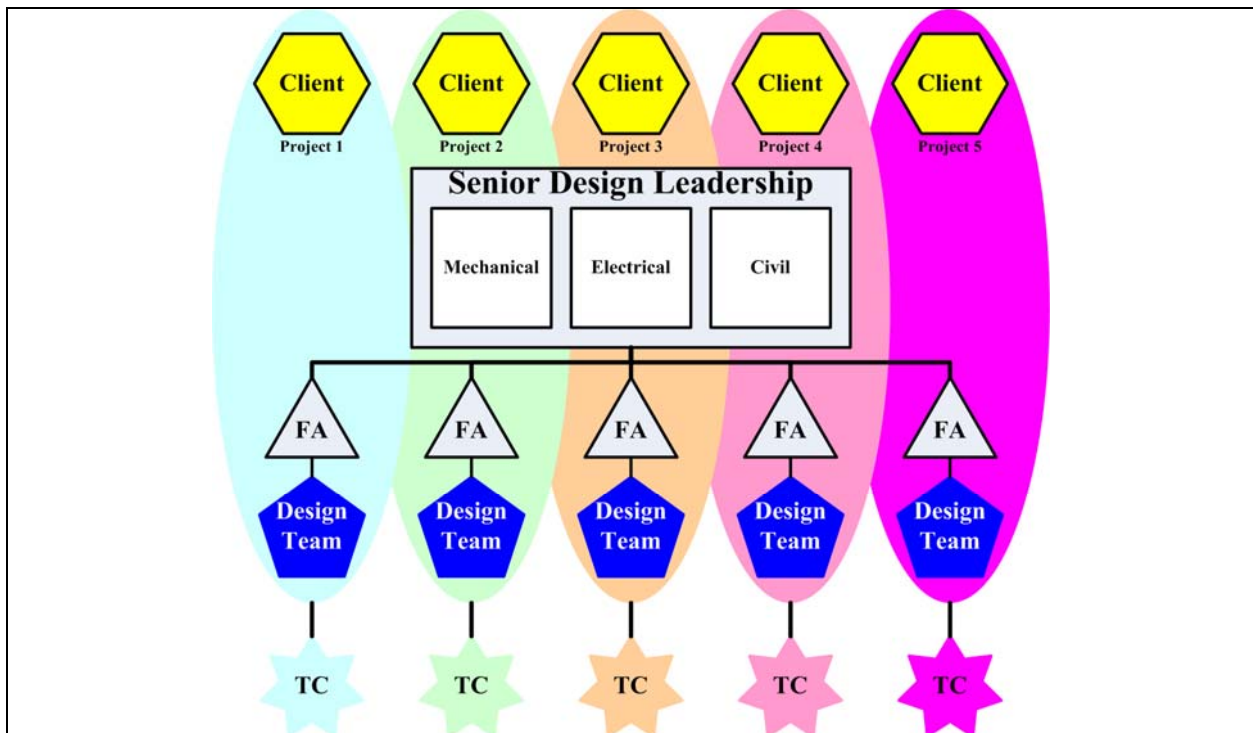 Client Client Client Client Client
Project 1 Project 2 Project 3 Project 4 Project 5
Senior Design Leadership
Mechanical Electrical Civil
FA FA FA FA FA
Design Design Design Design Design
Team Team Team Team Team
TC TC TC TC TC